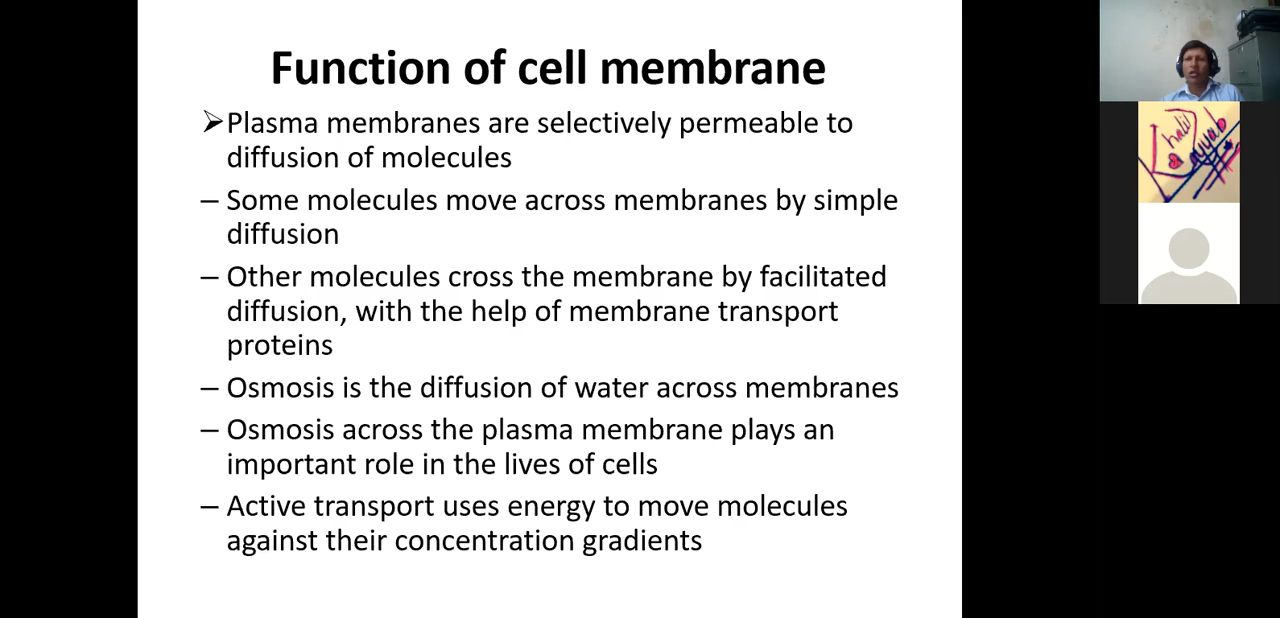 Function of cell membrane
➢Plasma membranes are selectively permeable to
diffusion of molecules
– Some molecules move across membranes by simple
diffusion
– Other molecules cross the membrane by facilitated
diffusion, with the help of membrane transport
proteins
– Osmosis is the diffusion of water across membranes
– Osmosis across the plasma membrane plays an
important role in the lives of cells
– Active transport uses energy to move molecules
against their concentration gradients